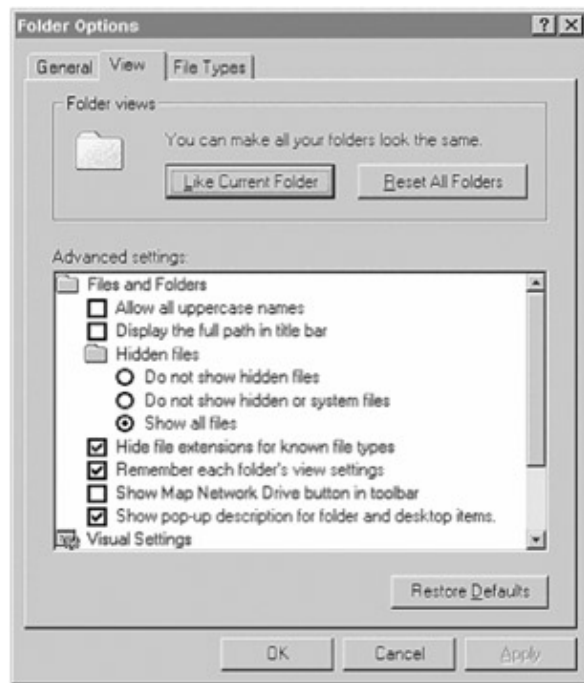 Folder Options
General View File Types
Folder views
You can make all your folders look the same.
Like Current Folder Reset All Folders
Advanced settings:
Files and Folders
Allow all uppercase names
Display the full path in title bar
Hidden files
Do not show hidden files
Do not show hidden or system files
Show all files
Hide file extensions for known file types
Remember each folder's view settings
Show Map Network Drive button in toolbar
Show pop-up description for folder and desktop items.
Visual Settings
Restore Defaults
OK Cancel Apply